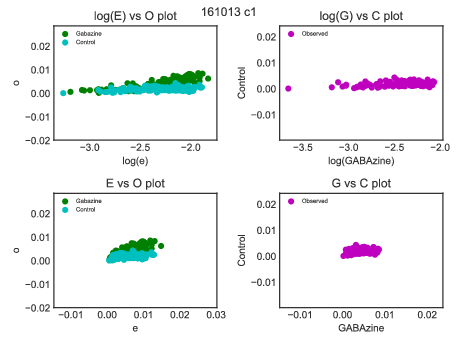 161013 c1
log(E) vs O plot
0.02
0.01
0.00
−0.01
−0.02
−3.0
−2.5
−2.0
o
log(e)
Gabazine
Control
log(G) vs C plot
0.02
0.01
0.00
−0.01
−3.5
−3.0
−2.5
−2.0
Control
log(GABAzine)
Observed
E vs O plot
0.02
0.01
0.00
−0.01
−0.02
−0.01
0.00
0.01
0.02
0.03
o
e
Gabazine
Control
G vs C plot
0.02
0.01
0.00
−0.01
−0.01
0.00
0.01
0.02
Control
GABAzine
Observed